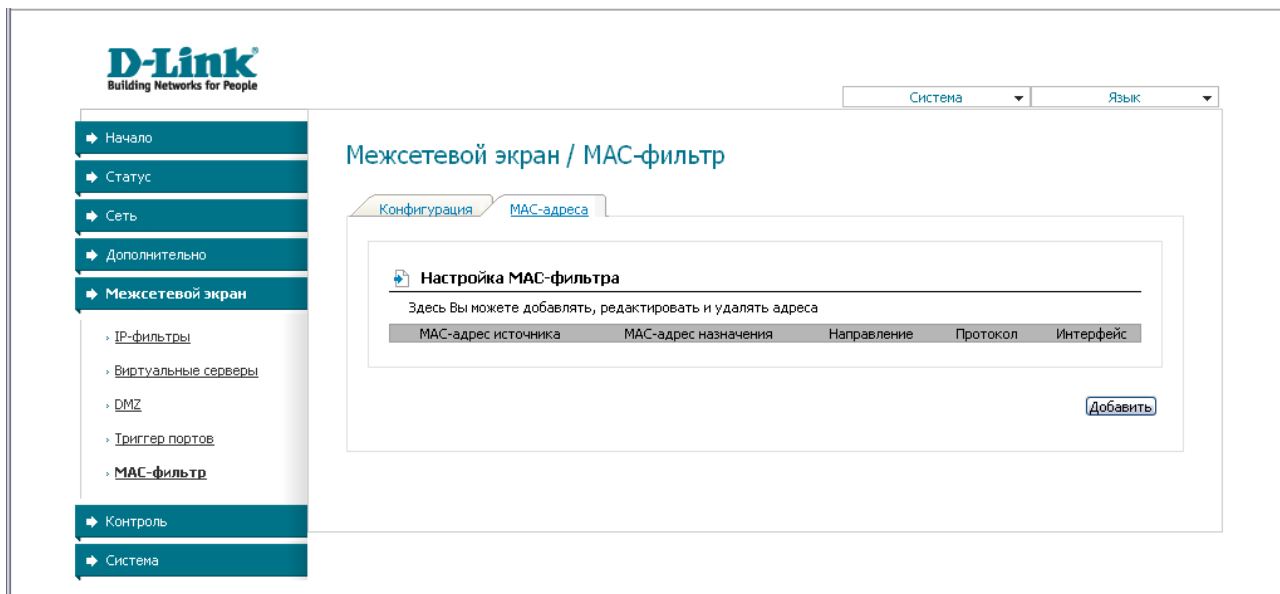 D-Link
Building Networks for People
Система
Язык
Начало
Статус
Сеть
Дополнительно
Межсетевой экран
IP-фильтры
Виртуальные серверы
DMZ
Триггер портов
MAC-фильтр
Контроль
Система
Межсетевой экран / MAC-фильтр
Конфигурация
MAC-адреса
Настройка MAC-фильтра
Здесь Вы можете добавлять, редактировать и удалять адреса
MAC-адрес источника MAC-адрес назначения Направление Протокол Интерфейс
Добавить